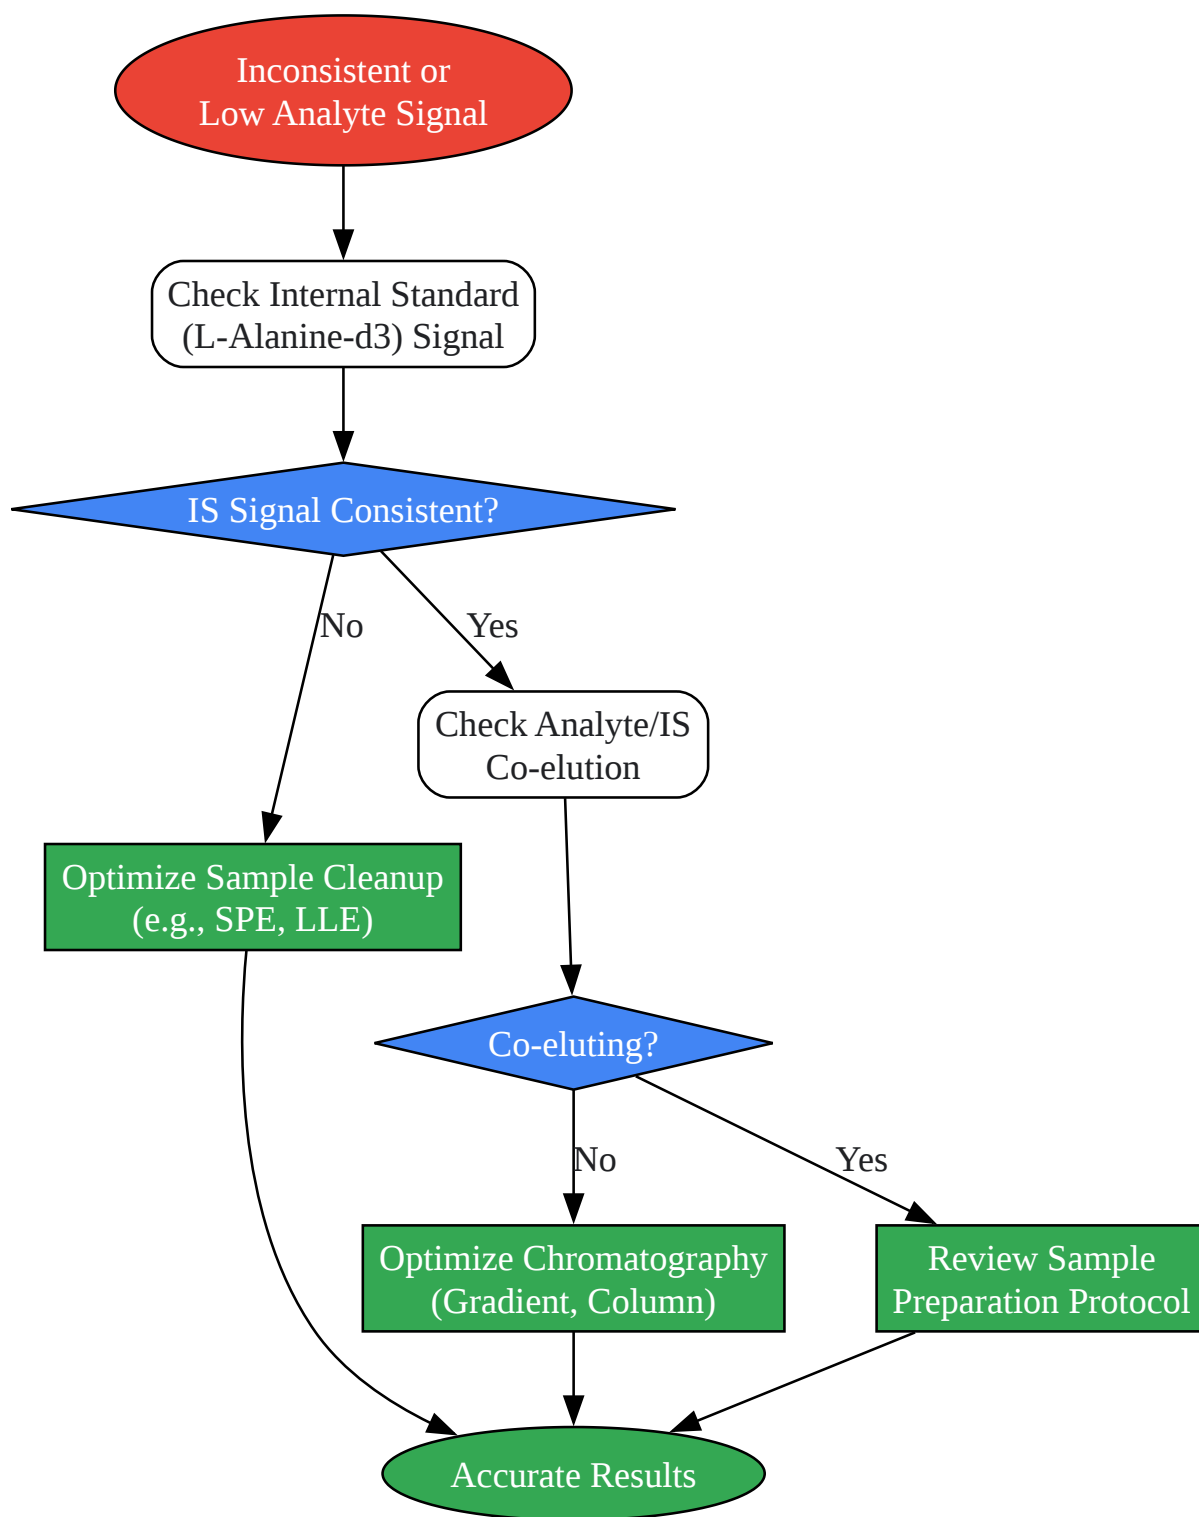 Inconsistent or
Low Analyte Signal
Check Internal Standard
(L-Alanine-d3) Signal
IS Signal Consistent?
No
Yes
Check Analyte/IS
Co-elution
Optimize Sample Cleanup
(e.g., SPE, LLE)
Co-eluting?
No
Yes
Optimize Chromatography
(Gradient, Column)
Review Sample
Preparation Protocol
Accurate Results